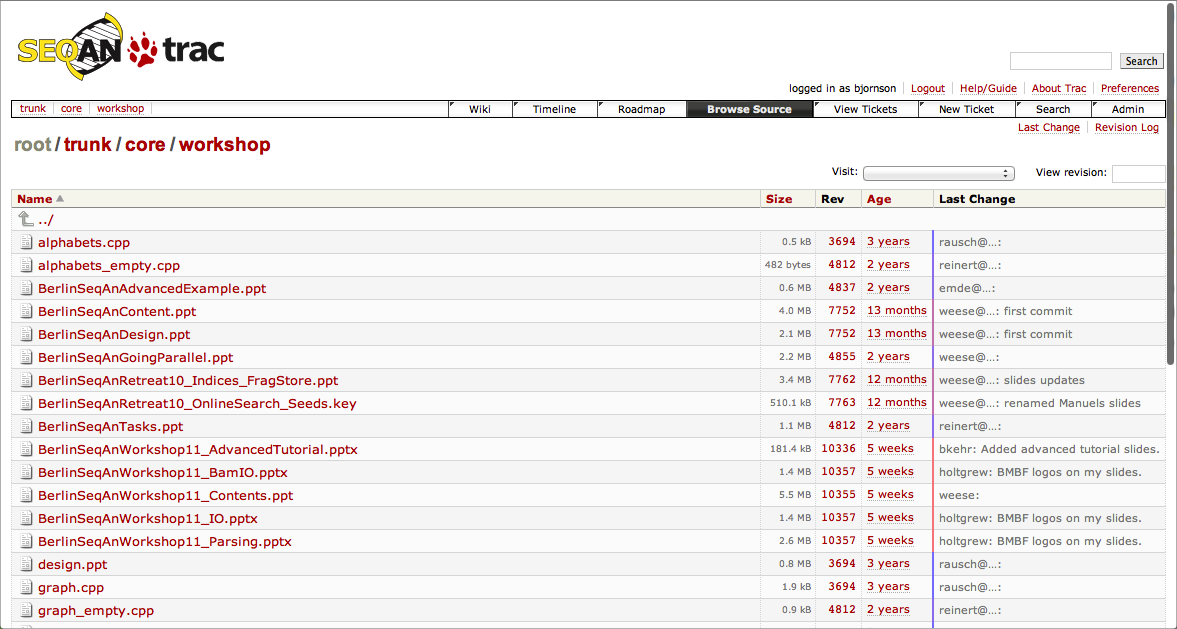 SEQAN trac
Search
logged in as bjornson Logout Help/Guide About Trac Preferences
trunk core workshop Wiki Timeline Roadmap Browse Source View Tickets New Ticket Search Admin
Last Change Revision Log
root / trunk / core / workshop
Visit: View revision:
Name Size Rev Age Last Change
../
alphabets.cpp 0.5 kB 3694 3 years rausch@…:
alphabets_empty.cpp 482 bytes 4812 2 years reinert@…:
BerlinSeqAnAdvancedExample.ppt 0.6 MB 4837 2 years emde@…:
BerlinSeqAnContent.ppt 4.0 MB 7752 13 months weese@…: first commit
BerlinSeqAnDesign.ppt 2.1 MB 7752 13 months weese@…: first commit
BerlinSeqAnGoingParallel.ppt 2.2 MB 4855 2 years weese@…:
BerlinSeqAnRetreat10_Indices_FragStore.ppt 3.4 MB 7762 12 months weese@…: slides updates
BerlinSeqAnRetreat10_OnlineSearch_Seeds.key 510.1 kB 7763 12 months weese@…: renamed Manuels slides
BerlinSeqAnTasks.ppt 1.1 MB 4812 2 years reinert@…:
BerlinSeqAnWorkshop11_AdvancedTutorial.pptx 181.4 kB 10336 5 weeks bkehr: Added advanced tutorial slides.
BerlinSeqAnWorkshop11_BamIO.pptx 1.4 MB 10357 5 weeks holtgrew: BMBF logos on my slides.
BerlinSeqAnWorkshop11_Contents.ppt 5.5 MB 10355 5 weeks weese:
BerlinSeqAnWorkshop11_IO.pptx 1.4 MB 10357 5 weeks holtgrew: BMBF logos on my slides.
BerlinSeqAnWorkshop11_Parsing.pptx 2.6 MB 10357 5 weeks holtgrew: BMBF logos on my slides.
design.ppt 0.8 MB 3694 3 years rausch@…:
graph.cpp 1.9 kB 3694 3 years rausch@…:
graph_empty.cpp 0.9 kB 4812 2 years reinert@…: